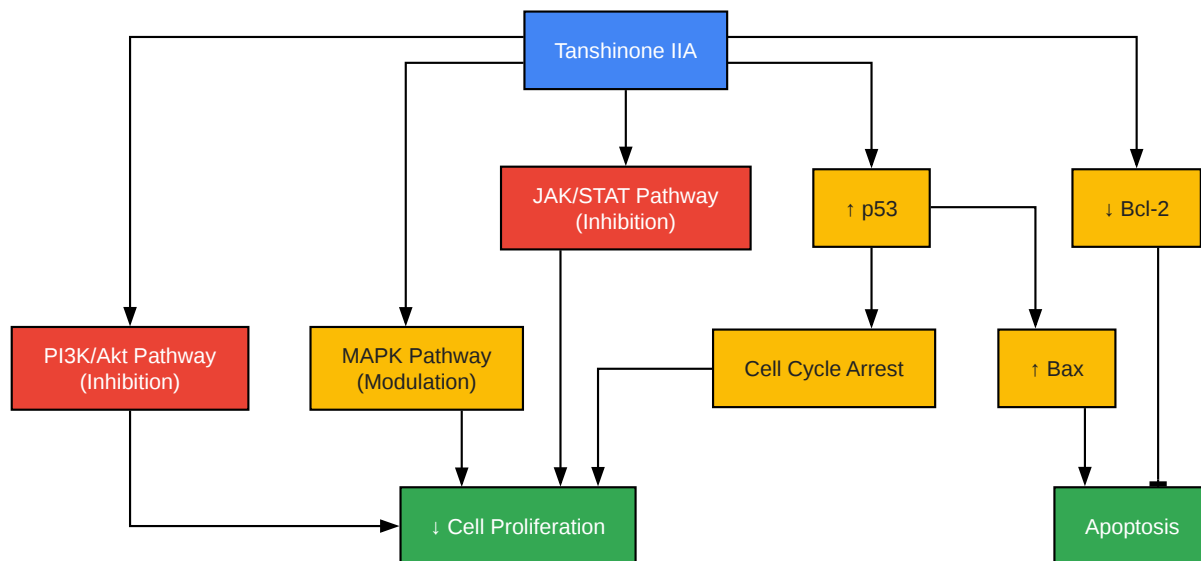 Tanshinone IIA
JAK/STAT Pathway
(Inhibition)
↑ p53
↓ Bcl-2
PI3K/Akt Pathway
(Inhibition)
MAPK Pathway
(Modulation)
Cell Cycle Arrest
↑ Bax
↓ Cell Proliferation
Apoptosis